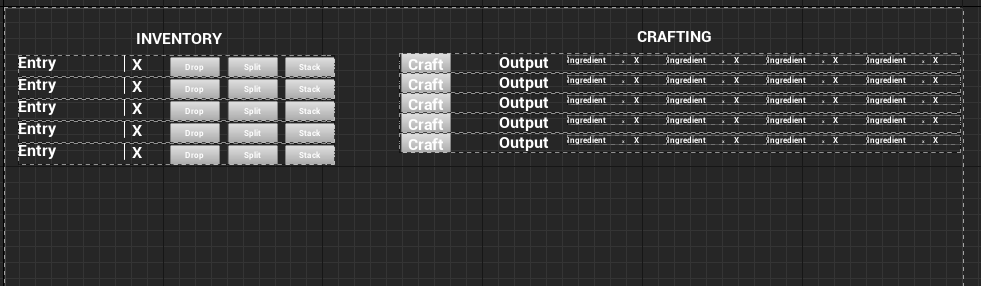 INVENTORY
CRAFTING
Entry | X Drop Split Stack
Entry | X Drop Split Stack
Entry | X Drop Split Stack
Entry | X Drop Split Stack
Entry | X Drop Split Stack
Craft Output Ingredient x X Ingredient x X Ingredient x X Ingredient x X
Craft Output Ingredient x X Ingredient x X Ingredient x X Ingredient x X
Craft Output Ingredient x X Ingredient x X Ingredient x X Ingredient x X
Craft Output Ingredient x X Ingredient x X Ingredient x X Ingredient x X
Craft Output Ingredient x X Ingredient x X Ingredient x X Ingredient x X